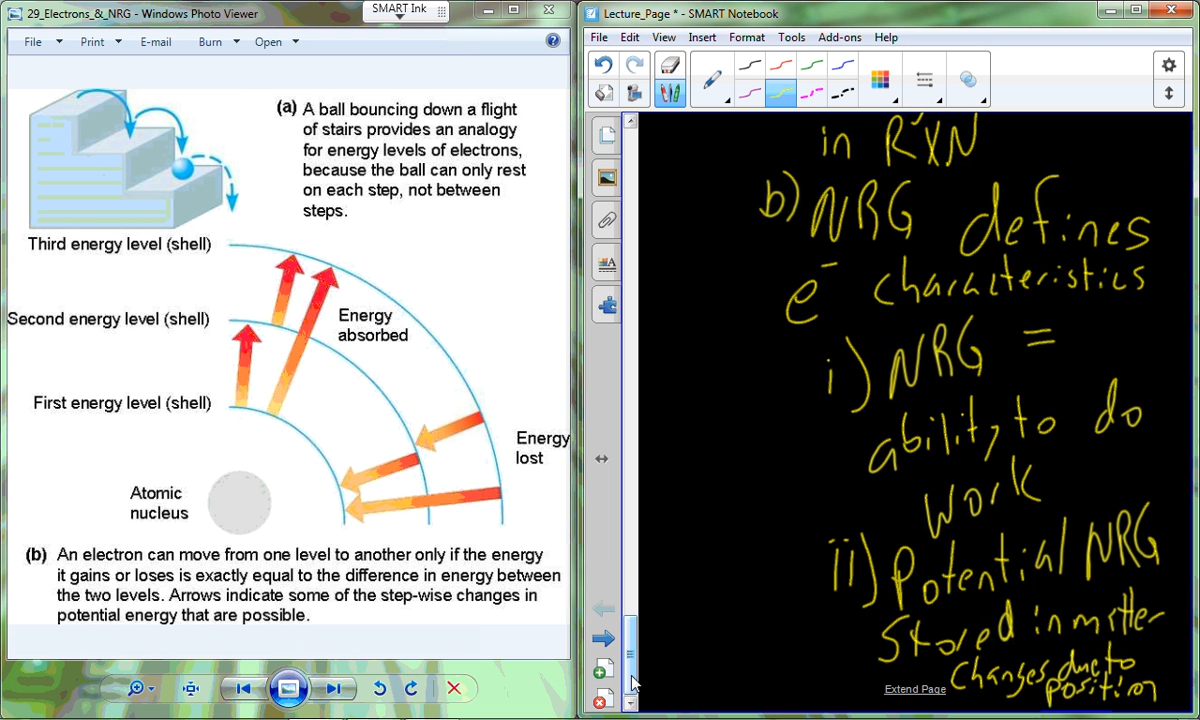 29_Electrons_&_NRG - Windows Photo Viewer
SMART Ink
File Print E-mail Burn Open
(a) A ball bouncing down a flight
of stairs provides an analogy
for energy levels of electrons,
because the ball can only rest
on each step, not between
steps.
Third energy level (shell)
Second energy level (shell)
Energy
absorbed
First energy level (shell)
Energy
lost
Atomic
nucleus
(b) An electron can move from one level to another only if the energy
it gains or loses is exactly equal to the difference in energy between
the two levels. Arrows indicate some of the step-wise changes in
potential energy that are possible.
Lecture_Page * - SMART Notebook
File Edit View Insert Format Tools Add-ons Help
in RXN
b) NRG defines
e- characteristics
i) NRG =
ability to do
work
ii) Potential NRG
Stored in matter
Changes due to
position
Extend Page